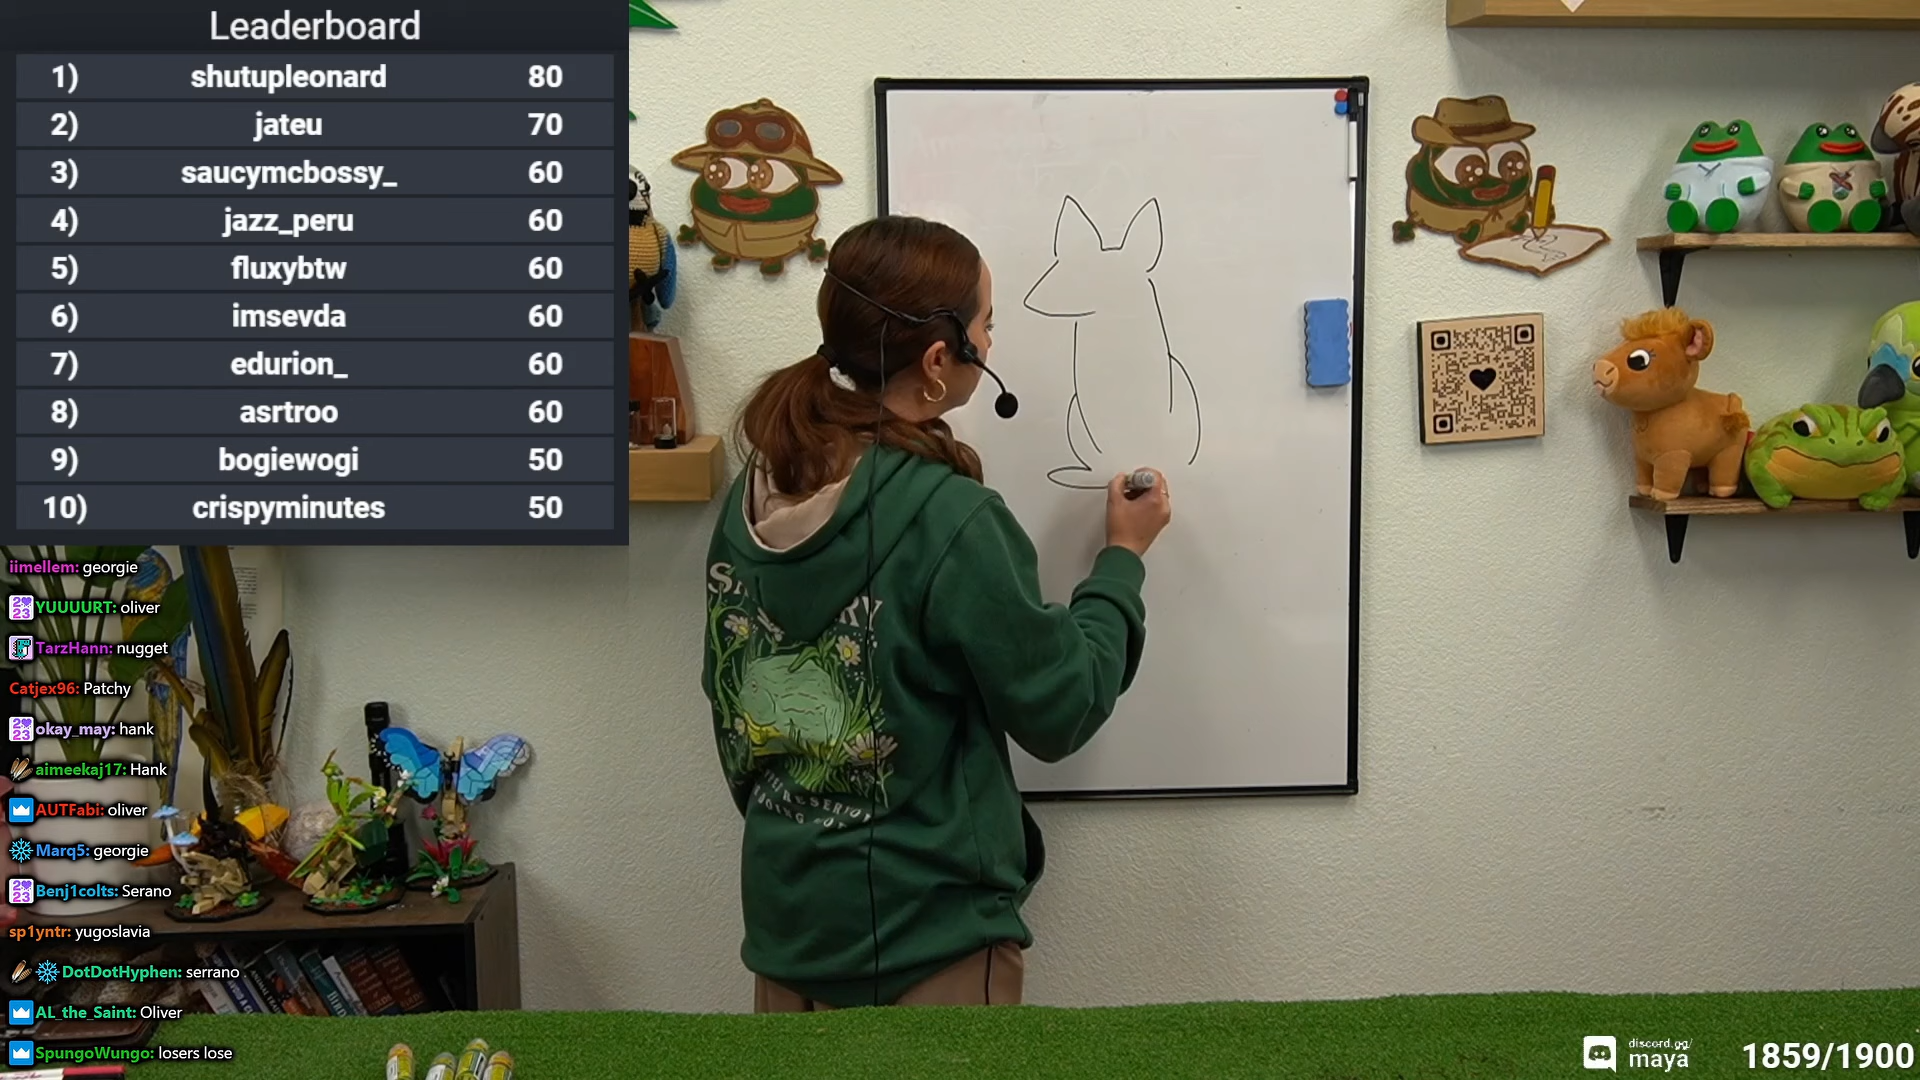 Leaderboard
1) shutupleonard 80
2) jateu 70
3) saucymcbossy_ 60
4) jazz_peru 60
5) fluxybtw 60
6) imsevda 60
7) edurion_ 60
8) asrtroo 60
9) bogiewogi 50
10) crispyminutes 50
iimellem: georgie
YUUUURT: oliver
TarzHann: nugget
Catjex96: Patchy
okay_may: hank
aimeekaj17: Hank
AUTFabi: oliver
Marq5: georgie
Benj1colts: Serano
sp1yntr: yugoslavia
DotDotHyphen: serrano
AL_the_Saint: Oliver
SpungoWungo: losers lose
discord.gg/
maya
1859/1900